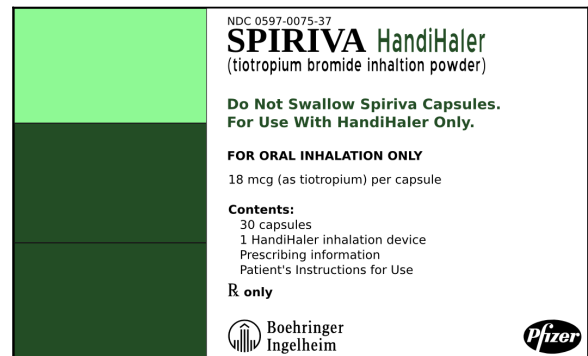 NDC 0597-0075-37
SPIRIVA HandiHaler
(tiotropium bromide inhaltion powder)
Do Not Swallow Spiriva Capsules.
For Use With HandiHaler Only.
FOR ORAL INHALATION ONLY
18 mcg (as tiotropium) per capsule
Contents:
30 capsules
1 HandiHaler inhalation device
Prescribing information
Patient's Instructions for Use
℞ only
Boehringer
Ingelheim
Pfizer